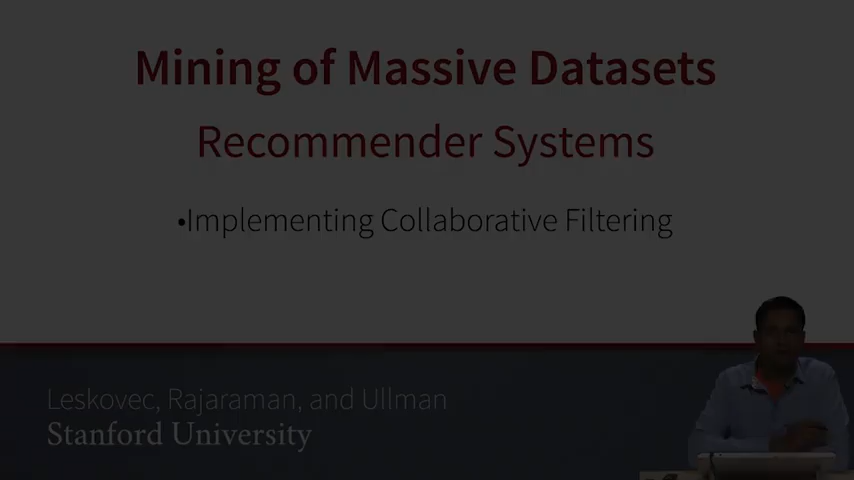 Mining of Massive Datasets
Recommender Systems
•Implementing Collaborative Filtering
Leskovec, Rajaraman, and Ullman
Stanford University